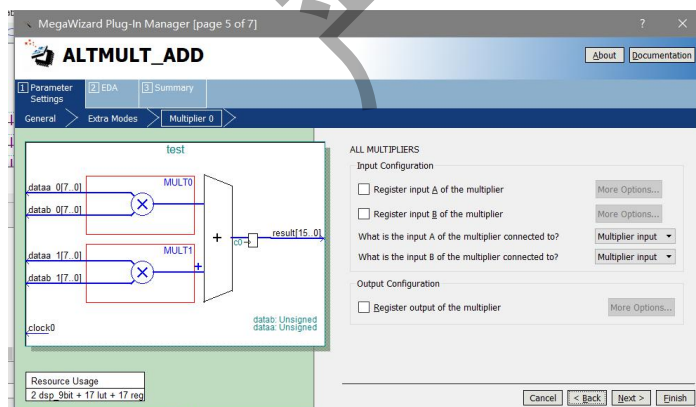 MegaWizard Plug-In Manager [page 5 of 7]
? ×
ALTMULT_ADD
About Documentation
1 Parameter Settings 2 EDA 3 Summary
General Extra Modes Multiplier 0
test
dataa_0[7..0] MULT0
datab_0[7..0]
result[15..0]
+ c0
dataa_1[7..0] MULT1
+
datab_1[7..0]
datab: Unsigned
dataa: Unsigned
clock0
Resource Usage
2 dsp_9bit + 17 lut + 17 reg
ALL MULTIPLIERS
Input Configuration
Register input A of the multiplier More Options...
Register input B of the multiplier More Options...
What is the input A of the multiplier connected to? Multiplier input
What is the input B of the multiplier connected to? Multiplier input
Output Configuration
Register output of the multiplier More Options...
Cancel < Back Next > Finish